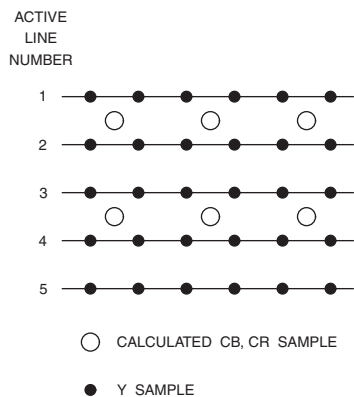 ACTIVE
LINE
NUMBER
1
2
3
4
5
CALCULATED CB, CR SAMPLE
Y SAMPLE